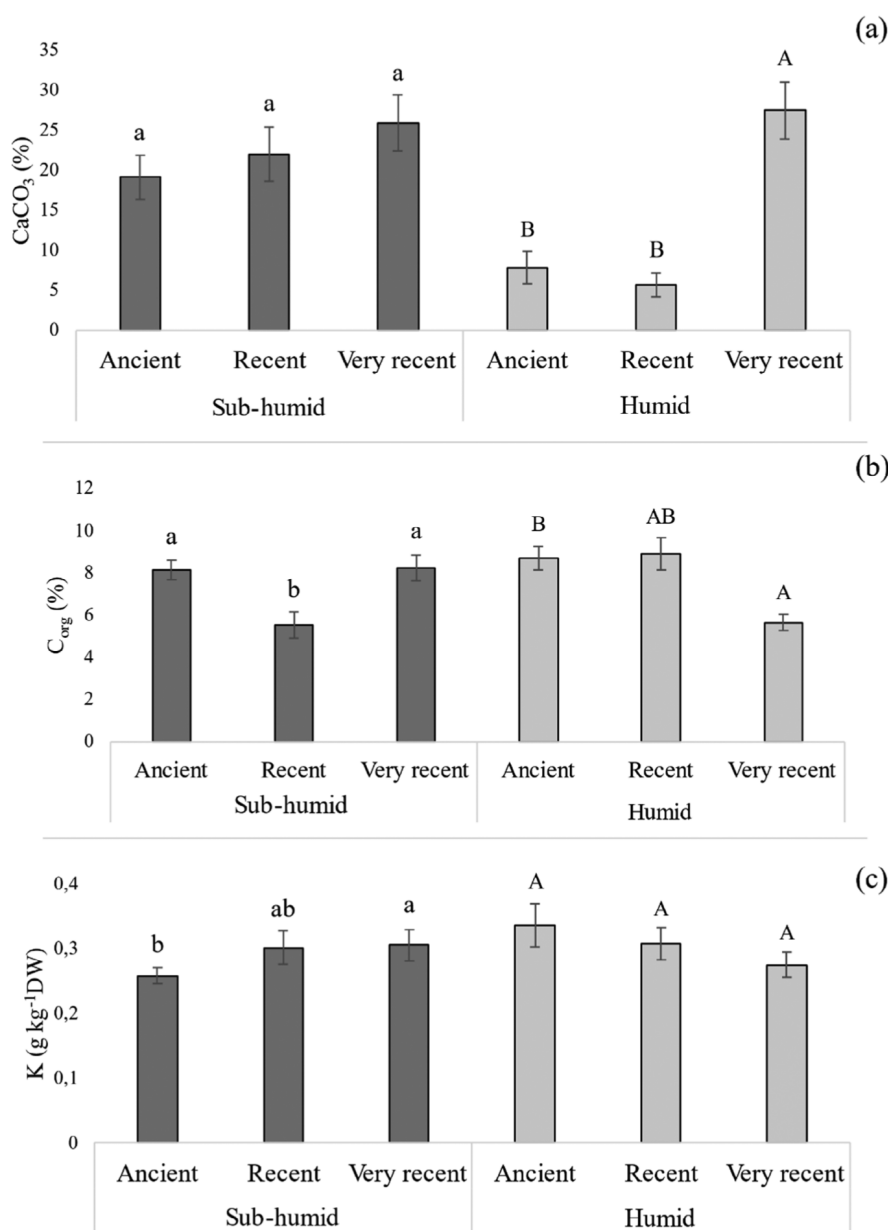 (a)
35
30
25
20
15
10
5
0
CaCO3 (%)
a a a B B A
Ancient Recent Very recent Ancient Recent Very recent
Sub-humid Humid
(b)
12
10
8
6
4
2
0
Corg (%)
a b a B AB A
Ancient Recent Very recent Ancient Recent Very recent
Sub-humid Humid
(c)
0,4
0,3
0,2
0,1
0
K (g kg-1DW)
b ab a A A A
Ancient Recent Very recent Ancient Recent Very recent
Sub-humid Humid